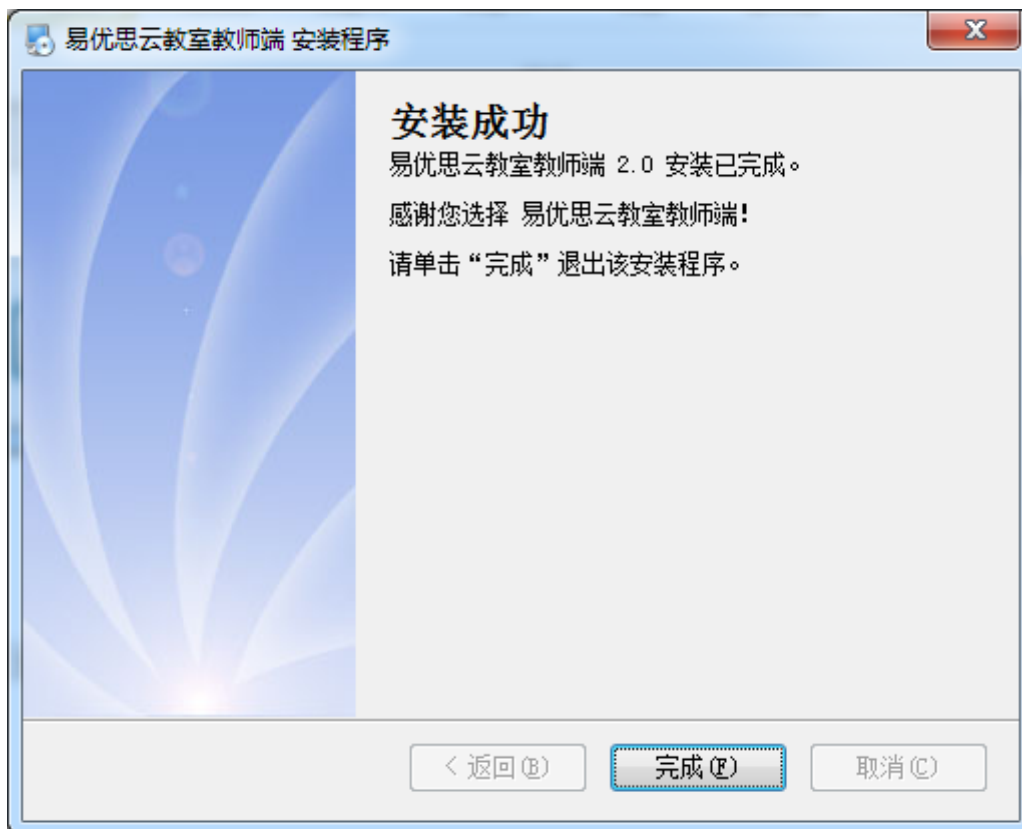 易优思云教室教师端 安装程序
安装成功
易优思云教室教师端 2.0 安装已完成。
感谢您选择 易优思云教室教师端!
请单击“完成”退出该安装程序。
< 返回(B)
完成(F)
取消(C)